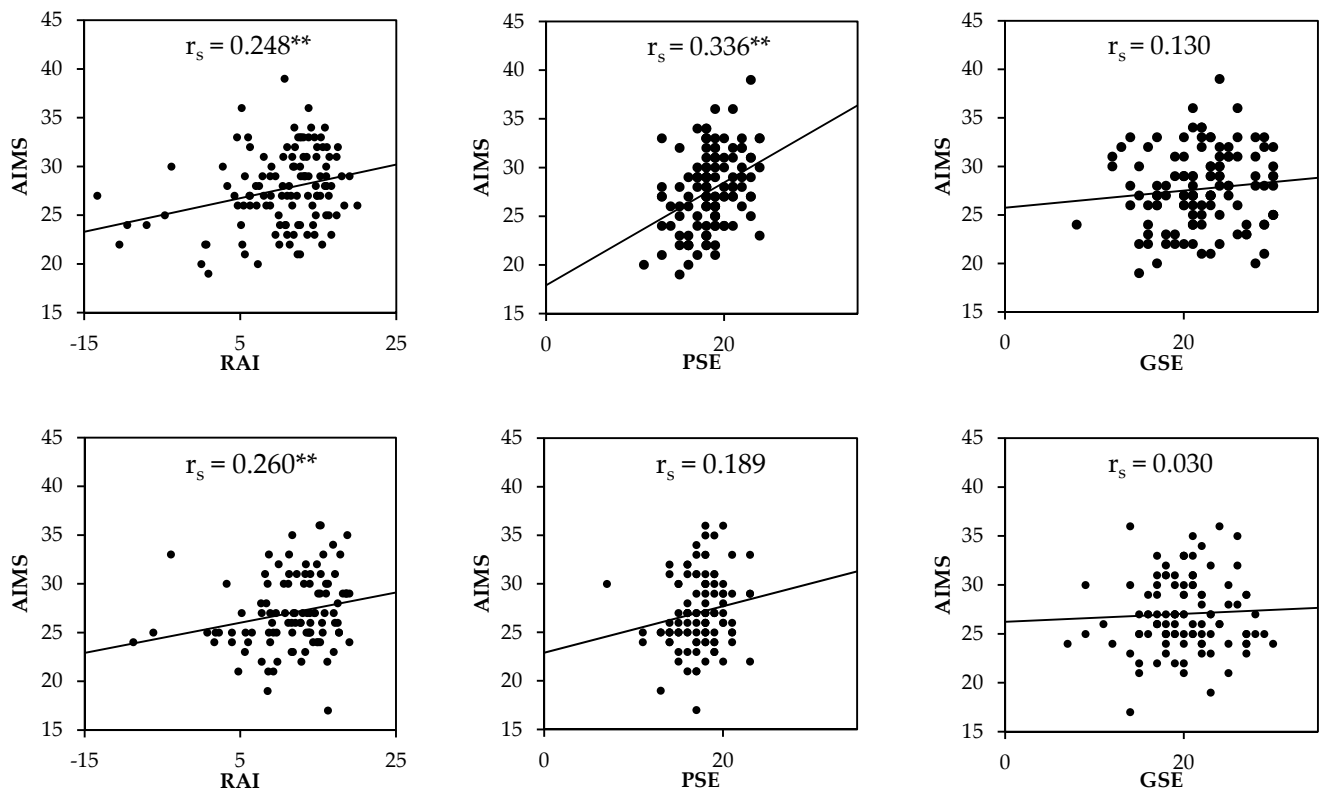 45
40
35
30
25
20
15
AIMS
r_s = 0.248**
-15 5 25
RAI
45
40
35
30
25
20
15
AIMS
r_s = 0.336**
0 20
PSE
45
40
35
30
25
20
15
AIMS
r_s = 0.130
0 20
GSE
45
40
35
30
25
20
15
AIMS
r_s = 0.260**
-15 5 25
RAI
45
40
35
30
25
20
15
AIMS
r_s = 0.189
0 20
PSE
45
40
35
30
25
20
15
AIMS
r_s = 0.030
0 20
GSE